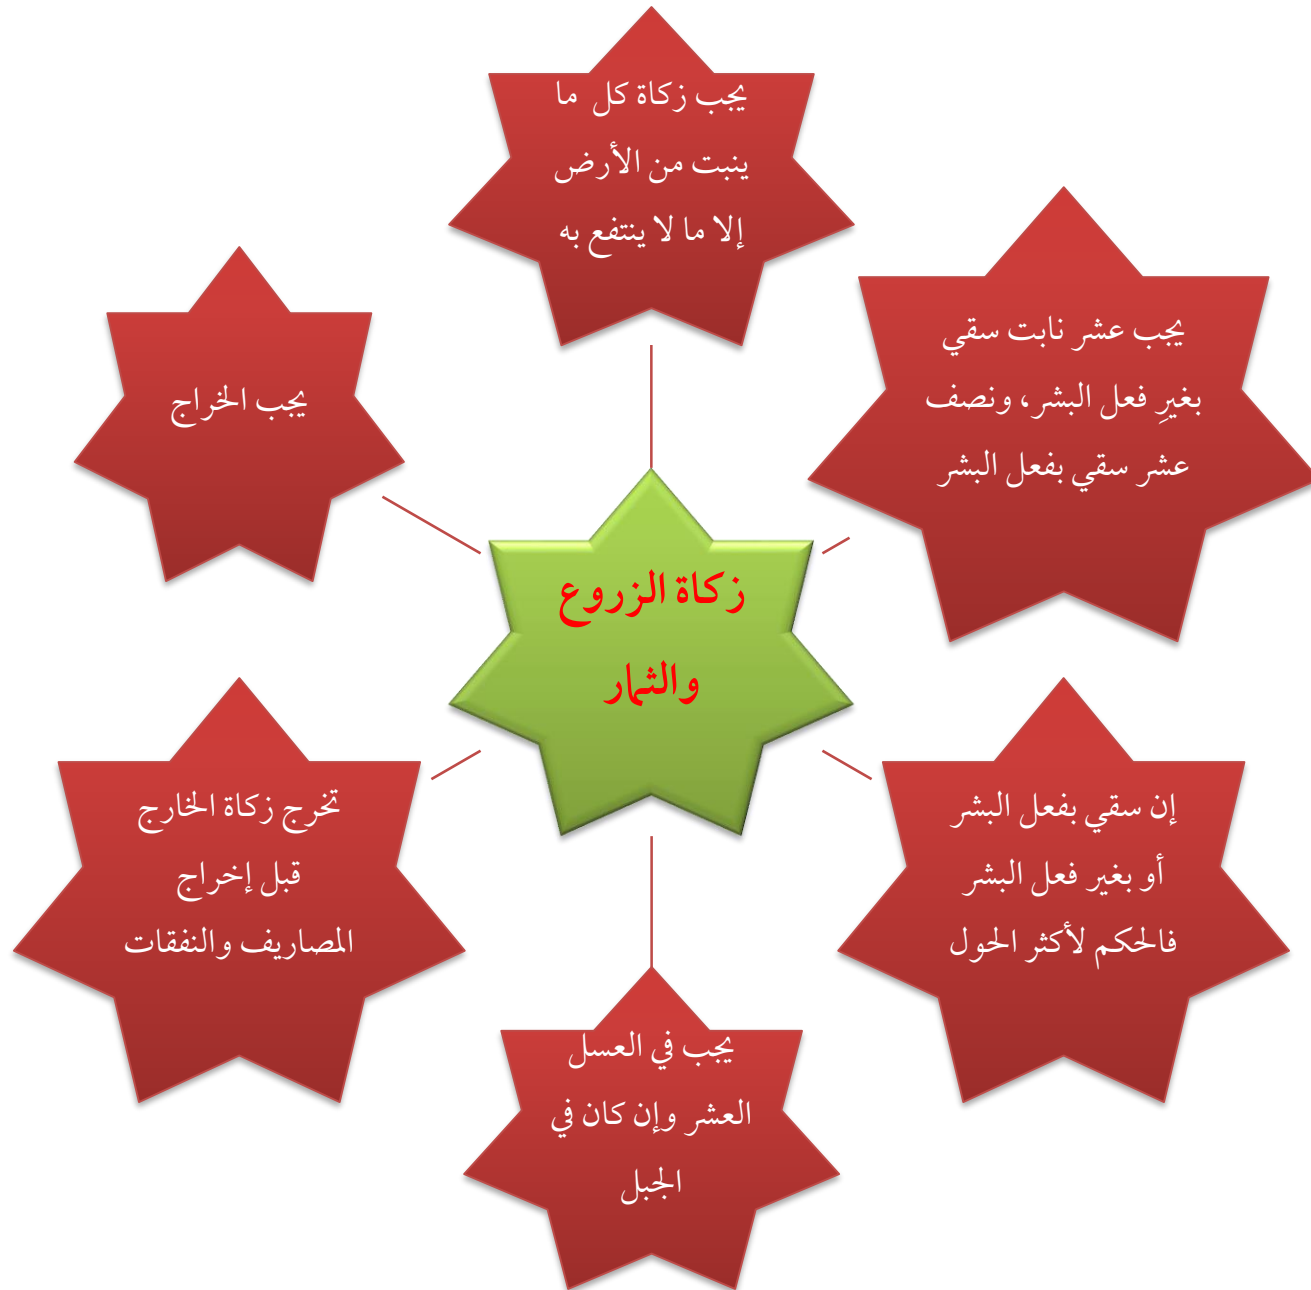 زكاة الزروع
والثمار
يجب زكاة كل ما
ينبت من الأرض
إلا ما لا ينتفع به
يجب عشر نابت سقي
بغيرِ فعل البشر، ونصف
عشر سقي بفعل البشر
إن سقي بفعل البشر
أو بغير فعل البشر
فالحكم لأكثر الحول
يجب في العسل
العشر وإن كان في
الجبل
تخرج زكاة الخارج
قبل إخراج
المصاريف والنفقات
يجب الخراج